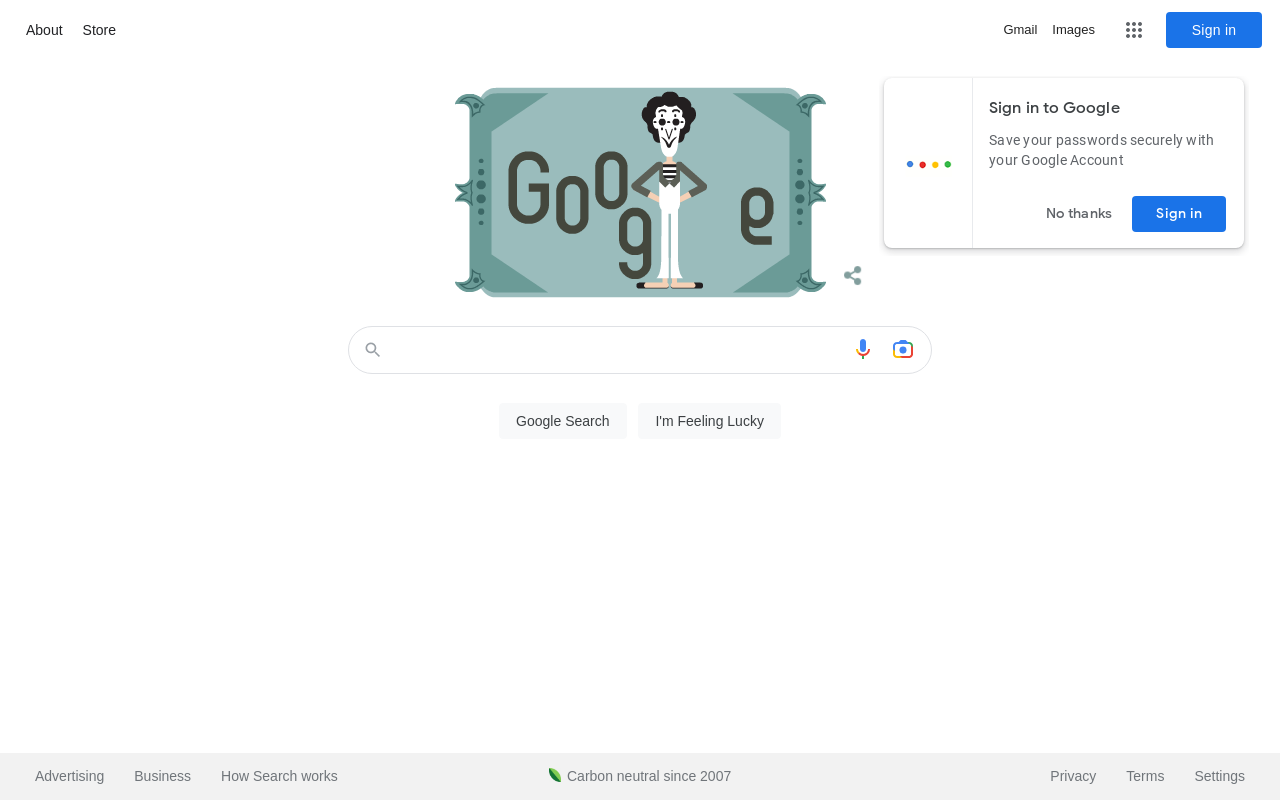 About Store
Gmail Images
Sign in
Goog e
Sign in to Google
Save your passwords securely with
your Google Account
No thanks Sign in
Google Search I'm Feeling Lucky
Advertising Business How Search works
Carbon neutral since 2007
Privacy Terms Settings